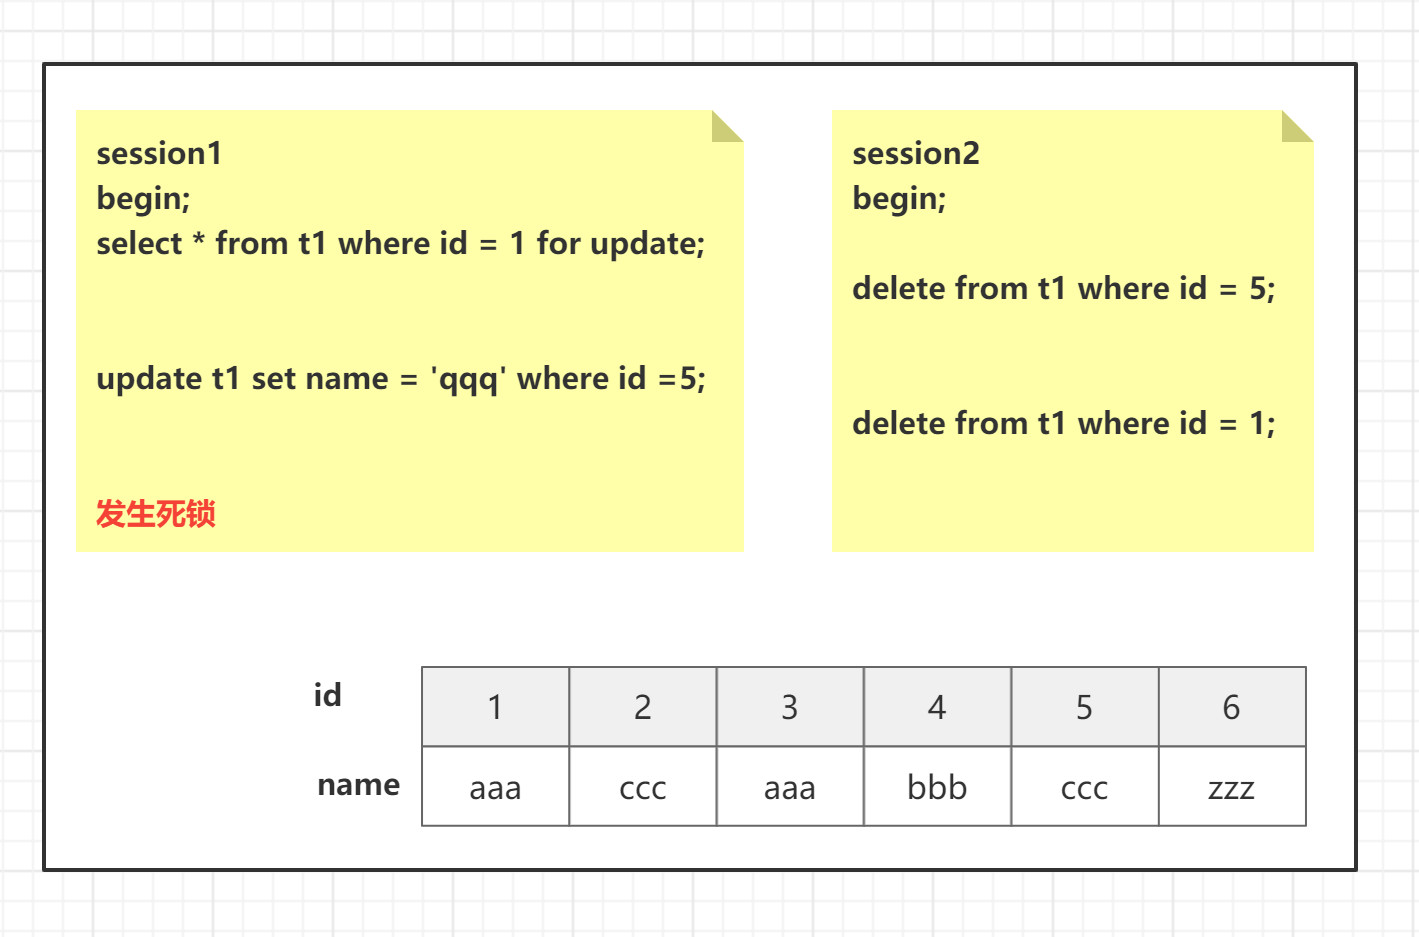 session1
begin;
select * from t1 where id = 1 for update;
update t1 set name = 'qqq' where id =5;
发生死锁
session2
begin;
delete from t1 where id = 5;
delete from t1 where id = 1;
id 1 2 3 4 5 6
name aaa ccc aaa bbb ccc zzz